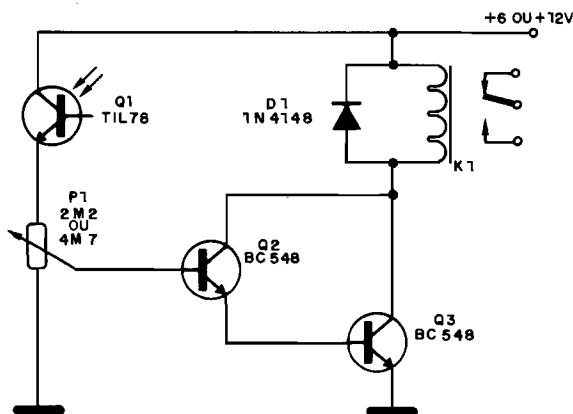 +6 OU +12V
Q1
TIL78
D1
1N4148
K1
P1
2M2
OU
4M7
Q2
BC548
Q3
BC548